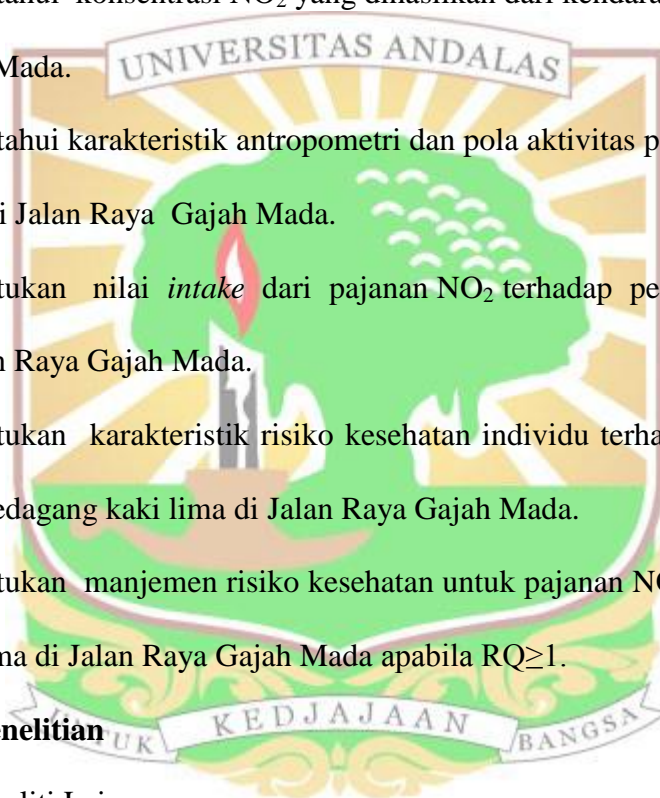 konsentrasi NO₂ yang dihasilkan dari
UNIVERSITAS ANDALAS
Mada.
tahui karakteristik antropometri dan pola aktivitas p
i Jalan Raya Gajah Mada.
tukan nilai intake dari pajanan NO₂ terhadap pe
n Raya Gajah Mada.
tukan karakteristik risiko kesehatan individu terha
edagang kaki lima di Jalan Raya Gajah Mada.
tukan manjemen risiko kesehatan untuk pajanan NO
ma di Jalan Raya Gajah Mada apabila RQ≥1.
enelitian
UNTUK KEDJAJAAN BANGSA